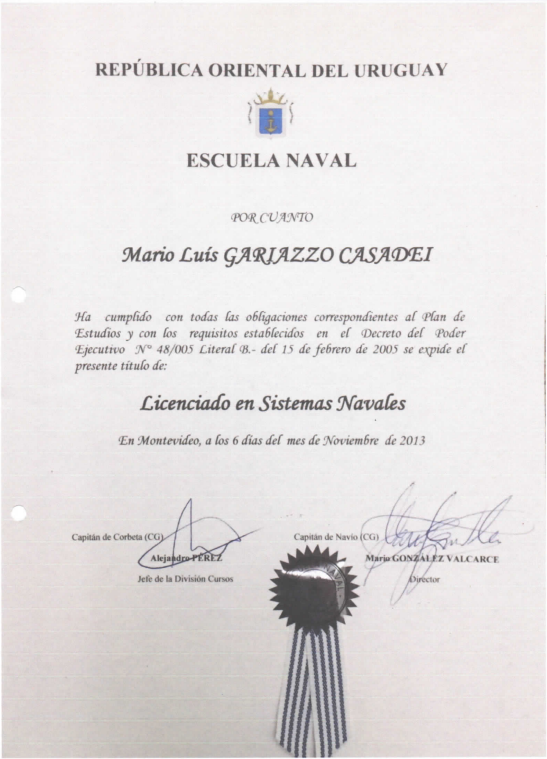 REPÚBLICA ORIENTAL DEL URUGUAY
ESCUELA NAVAL
POR CUANTO
Mario Luís GARIAZZO CASADEI
Ha cumplido con todas las obligaciones correspondientes al Plan de
Estudios y con los requisitos establecidos en el Decreto del Poder
Ejecutivo N° 48/005 Literal B.- del 15 de febrero de 2005 se expide el
presente título de:
Licenciado en Sistemas Navales
En Montevideo, a los 6 días del mes de Noviembre de 2013
Capitán de Corbeta (CG)
Alejandro PÉREZ
Jefe de la División Cursos
Capitán de Navío (CG)
Mario GONZÁLEZ VALCARCE
Director
NAVAL